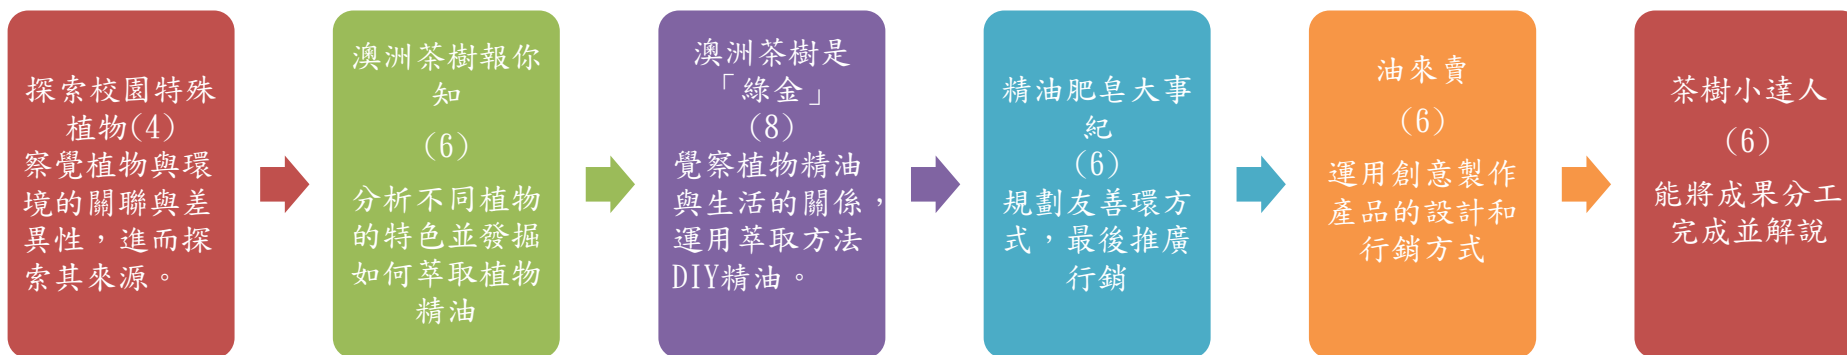 探索校園特殊
植物(4)
察覺植物與環
境的關聯與差
異性，進而探
索其來源。
澳洲茶樹報你
知
(6)
分析不同植物
的特色並發掘
如何萃取植物
精油
澳洲茶樹是
「綠金」
(8)
覺察植物精油
與生活的關係，
運用萃取方法
DIY精油。
精油肥皂大事
紀
(6)
規劃友善環方
式，最後推廣
行銷
油來賣
(6)
運用創意製作
產品的設計和
行銷方式
茶樹小達人
(6)
能將成果分工
完成並解說